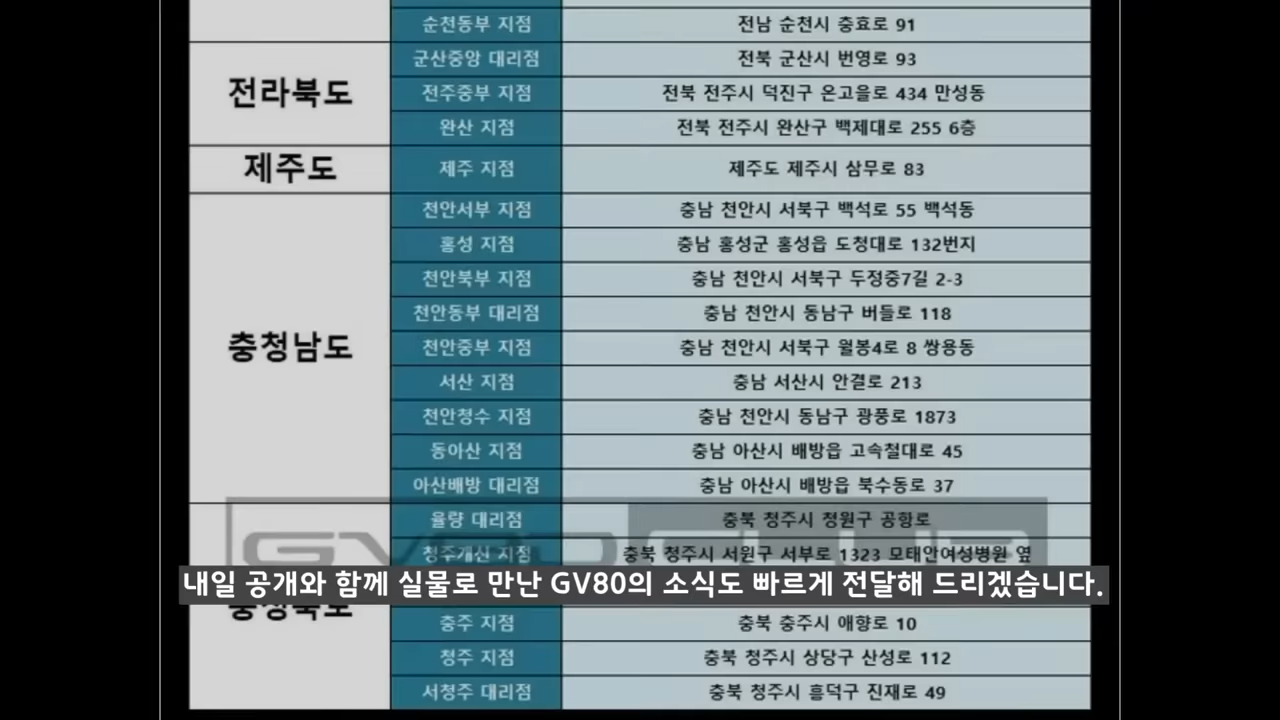 순천동부 지점 전남 순천시 충효로 91
전라북도
군산중앙 대리점 전북 군산시 번영로 93
전주중부 지점 전북 전주시 덕진구 온고을로 434 만성동
완산 지점 전북 전주시 완산구 백제대로 255 6층
제주도
제주 지점 제주도 제주시 삼무로 83
충청남도
천안서부 지점 충남 천안시 서북구 백석로 55 백석동
홍성 지점 충남 홍성군 홍성읍 도청대로 132번지
천안북부 지점 충남 천안시 서북구 두정중7길 2-3
천안동부 대리점 충남 천안시 동남구 버들로 118
천안중부 지점 충남 천안시 서북구 월봉4로 8 쌍용동
서산 지점 충남 서산시 안결로 213
천안청수 지점 충남 천안시 동남구 광풍로 1873
동아산 지점 충남 아산시 배방읍 고속철대로 45
아산배방 대리점 충남 아산시 배방읍 북수동로 37
충청북도
율량 대리점 충북 청주시 청원구 공항로
청주개신 지점 충북 청주시 서원구 서부로 1323 모태안여성병원 옆
GV80 CLUB
내일 공개와 함께 실물로 만난 GV80의 소식도 빠르게 전달해 드리겠습니다.
충주 지점 충북 충주시 애향로 10
청주 지점 충북 청주시 상당구 산성로 112
서청주 대리점 충북 청주시 흥덕구 진재로 49